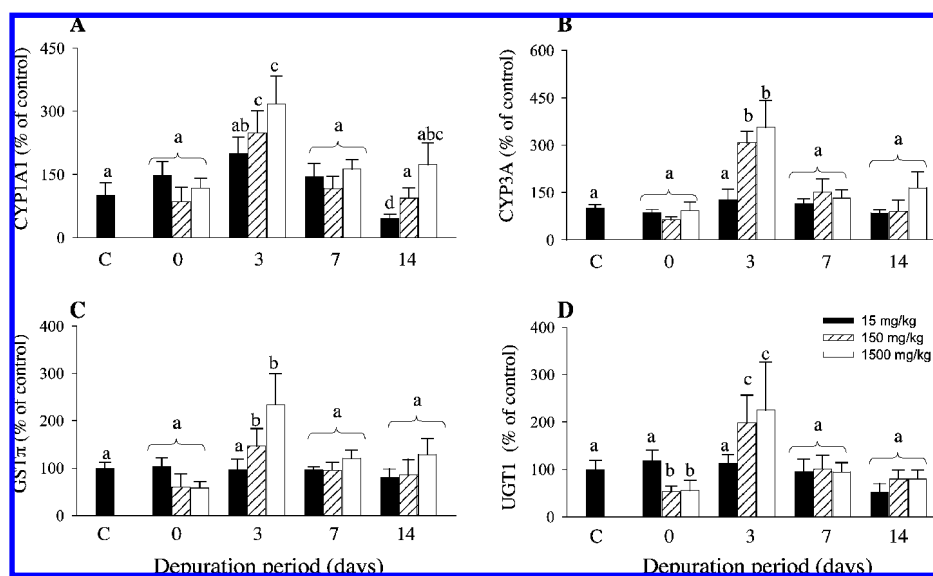 A
CYP1A1 (% of control)
450
300
150
0
a
a
ab
c
c
a
d
a
abc
C 0 3 7 14
B
CYP3A (% of control)
600
450
300
150
0
a
a
a
b
b
a
a
C 0 3 7 14
C
GSTπ (% of control)
400
300
200
100
0
a
a
a
b
b
a
a
C 0 3 7 14
Depuration period (days)
D
UGT1 (% of control)
400
300
200
100
0
15 mg/kg
150 mg/kg
1500 mg/kg
a
a
b
b
a
c
c
a
a
C 0 3 7 14
Depuration period (days)